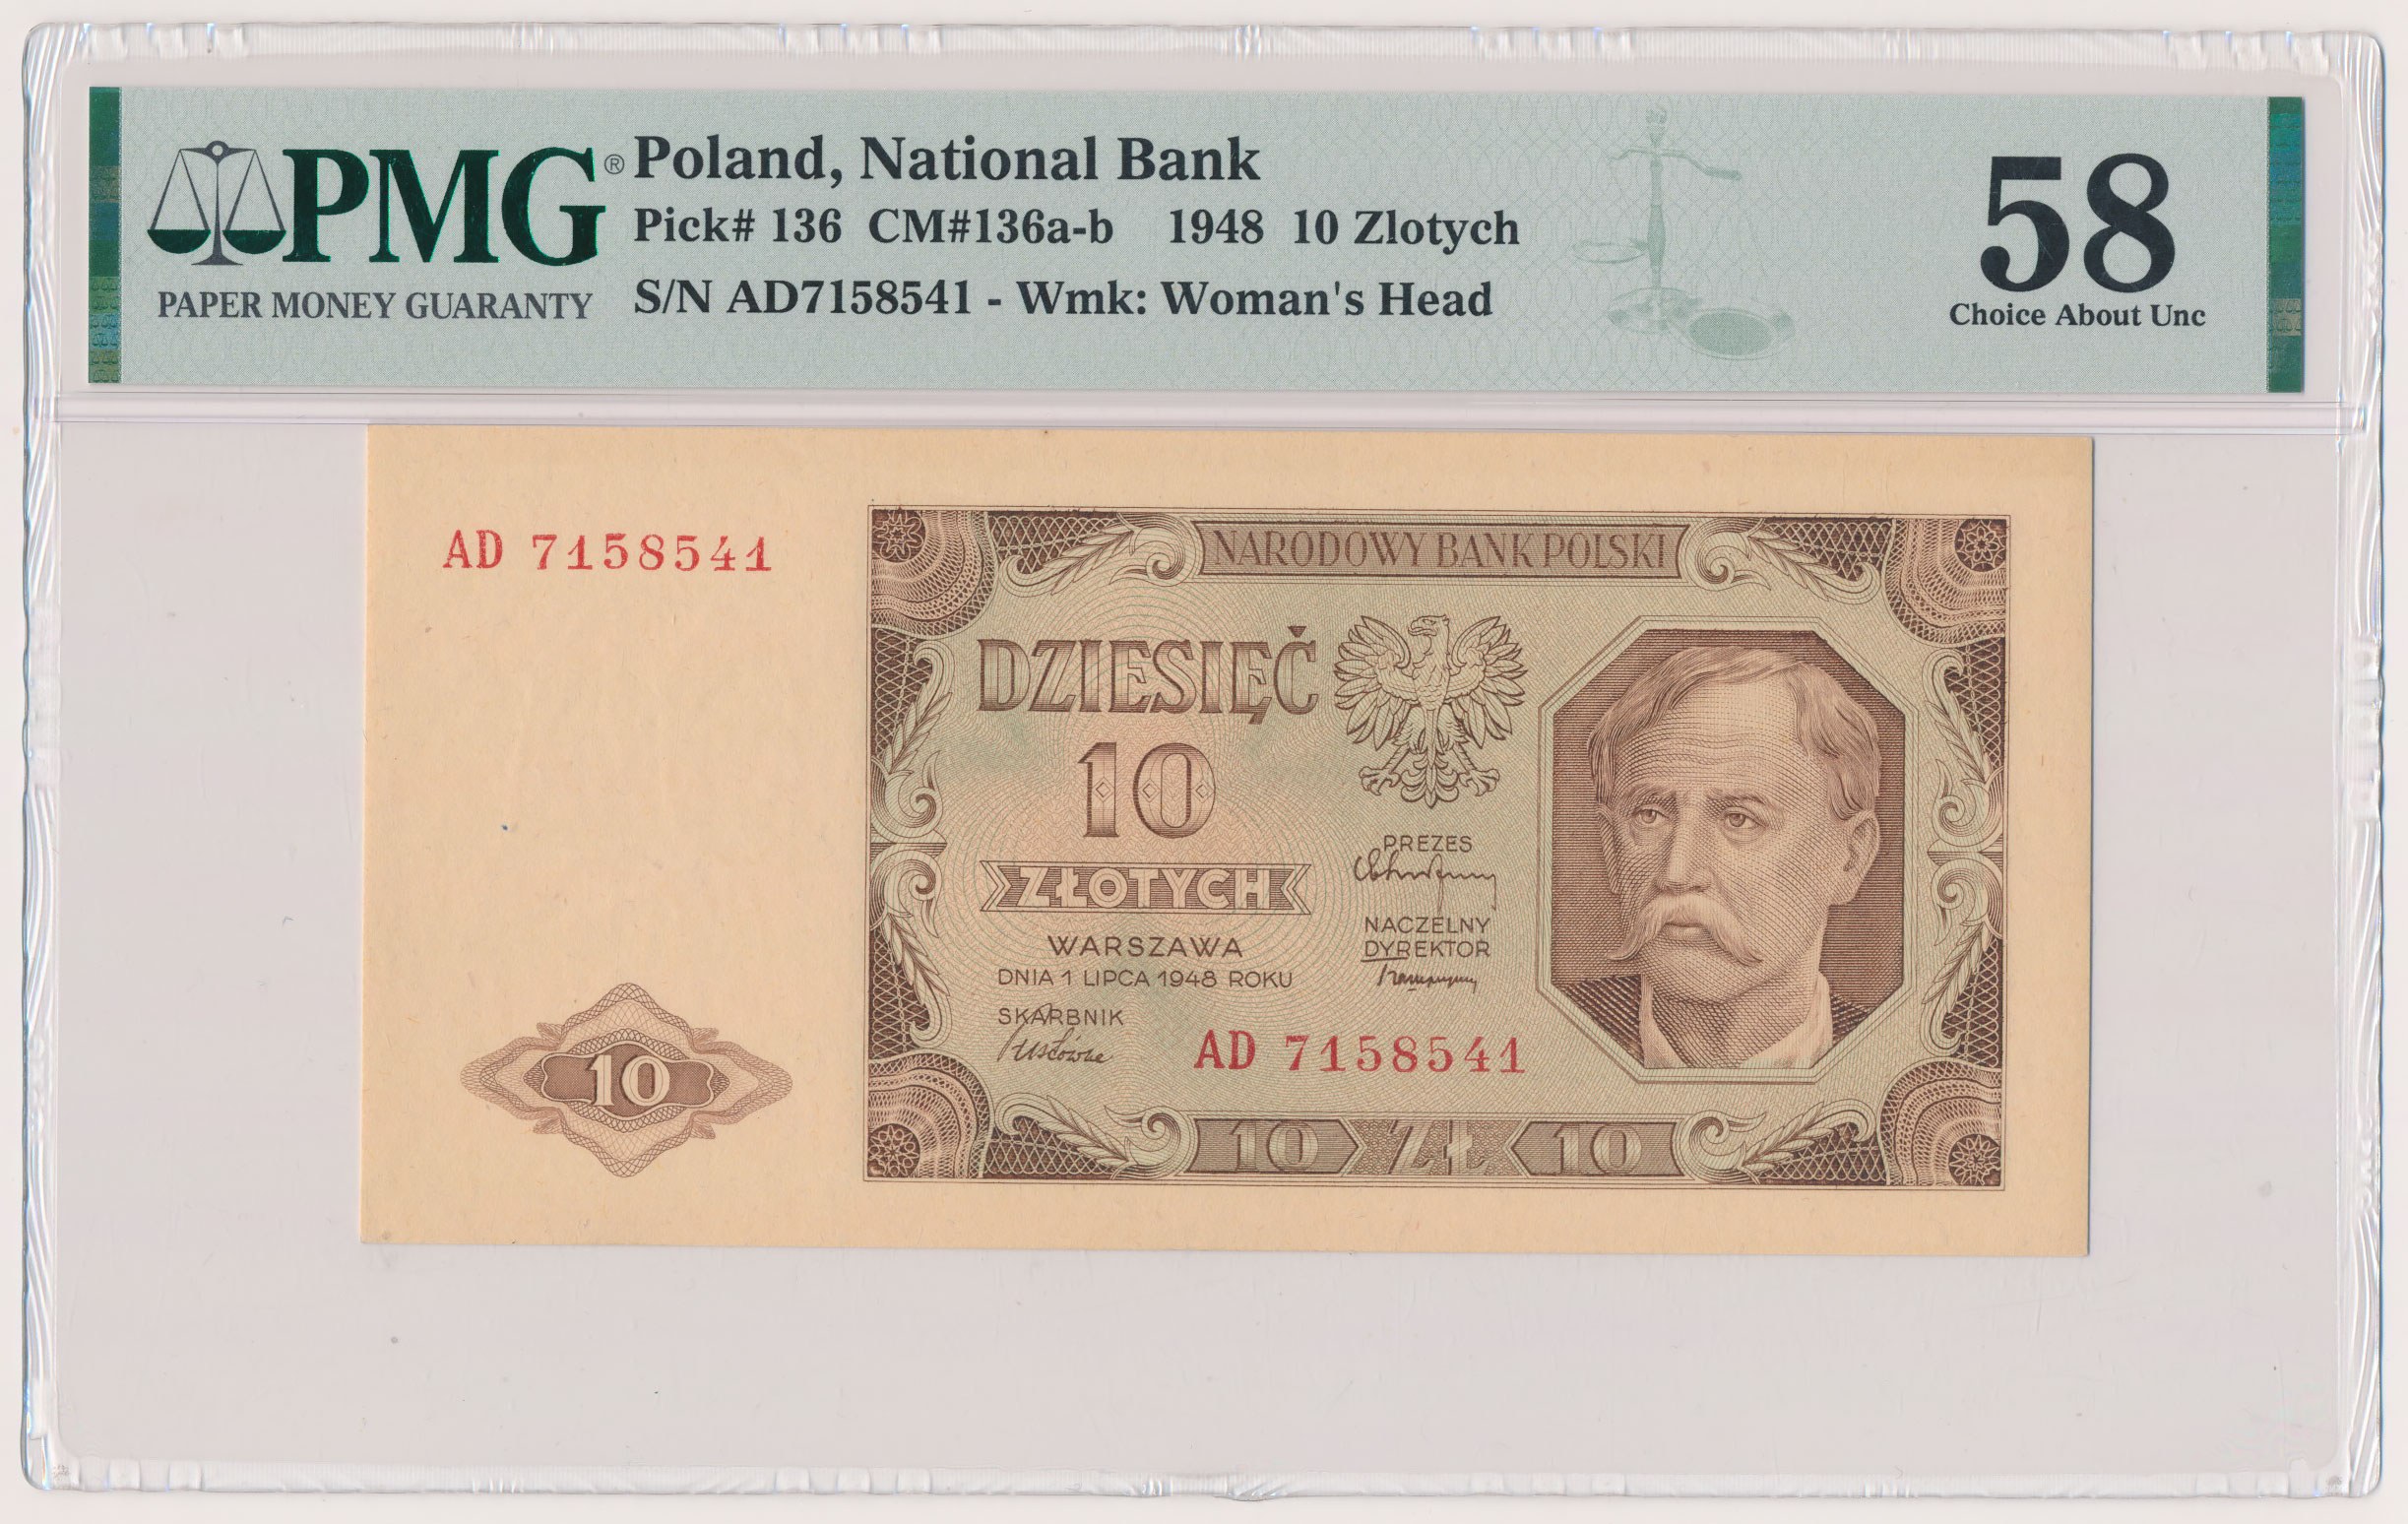 PMG®
PAPER MONEY GUARANTY
Poland, National Bank
Pick# 136 CM#136a-b 1948 10 Zlotych
S/N AD7158541 - Wmk: Woman's Head
58
Choice About Unc
AD 7158541
NARODOWY BANK POLSKI
DZIESIĘĆ
10
ZŁOTYCH
WARSZAWA
DNIA 1 LIPCA 1948 ROKU
SKARBNIK
PREZES
NACZELNY
DYREKTOR
AD 7158541
10
10 ZŁ 10